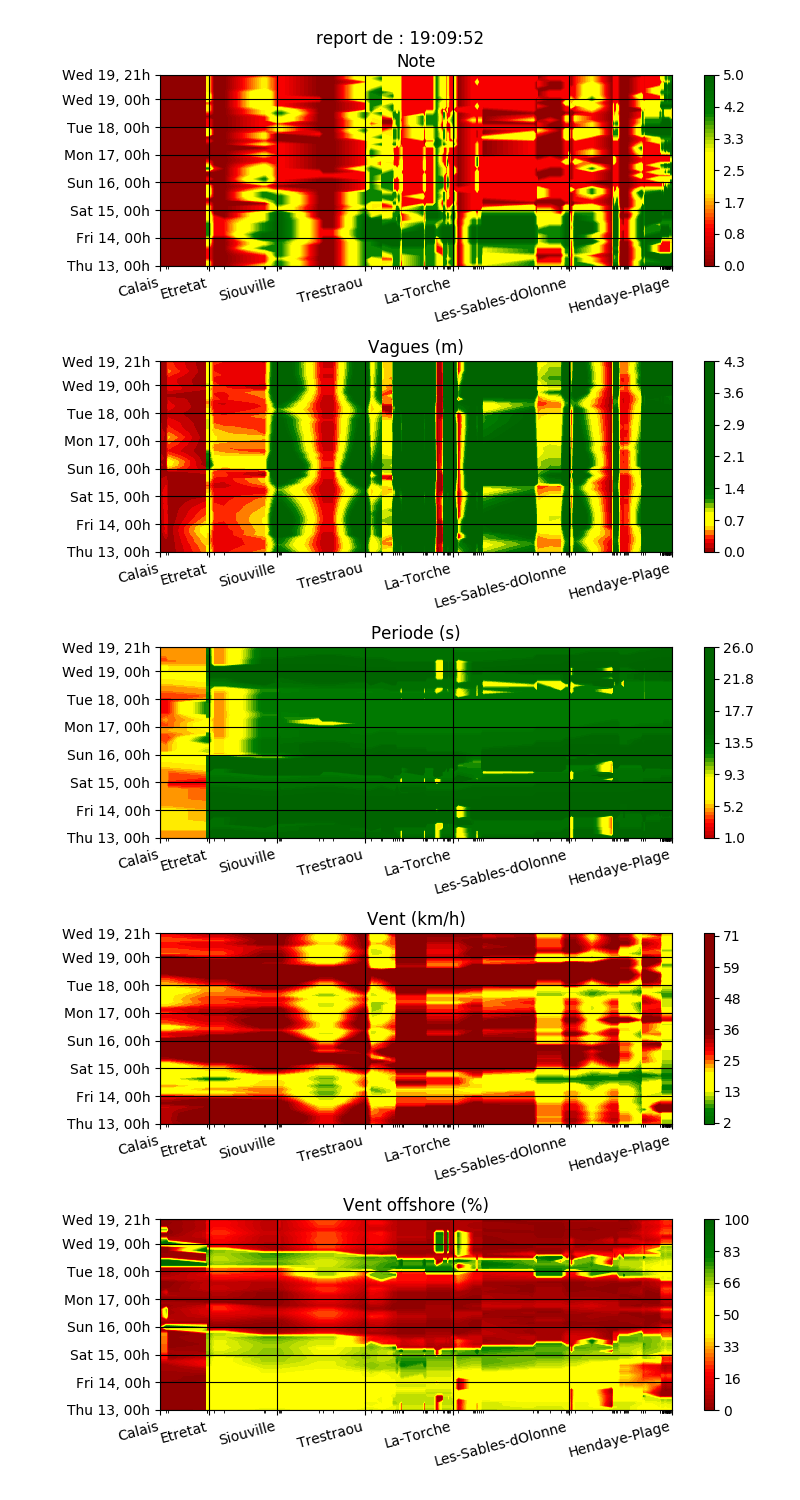 report de : 19:09:52
Note
Wed 19, 21h
Wed 19, 00h
Tue 18, 00h
Mon 17, 00h
Sun 16, 00h
Sat 15, 00h
Fri 14, 00h
Thu 13, 00h
5.0
4.2
3.3
2.5
1.7
0.8
0.0
Calais Etretat Siouville Trestraou La-Torche Les-Sables-dOlonne Hendaye-Plage
Vagues (m)
Wed 19, 21h
Wed 19, 00h
Tue 18, 00h
Mon 17, 00h
Sun 16, 00h
Sat 15, 00h
Fri 14, 00h
Thu 13, 00h
4.3
3.6
2.9
2.1
1.4
0.7
0.0
Calais Etretat Siouville Trestraou La-Torche Les-Sables-dOlonne Hendaye-Plage
Periode (s)
Wed 19, 21h
Wed 19, 00h
Tue 18, 00h
Mon 17, 00h
Sun 16, 00h
Sat 15, 00h
Fri 14, 00h
Thu 13, 00h
26.0
21.8
17.7
13.5
9.3
5.2
1.0
Calais Etretat Siouville Trestraou La-Torche Les-Sables-dOlonne Hendaye-Plage
Vent (km/h)
Wed 19, 21h
Wed 19, 00h
Tue 18, 00h
Mon 17, 00h
Sun 16, 00h
Sat 15, 00h
Fri 14, 00h
Thu 13, 00h
71
59
48
36
25
13
2
Calais Etretat Siouville Trestraou La-Torche Les-Sables-dOlonne Hendaye-Plage
Vent offshore (%)
Wed 19, 21h
Wed 19, 00h
Tue 18, 00h
Mon 17, 00h
Sun 16, 00h
Sat 15, 00h
Fri 14, 00h
Thu 13, 00h
100
83
66
50
33
16
0
Calais Etretat Siouville Trestraou La-Torche Les-Sables-dOlonne Hendaye-Plage